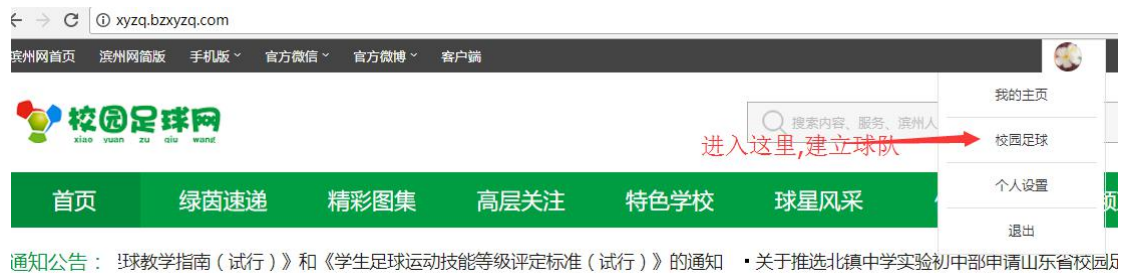 xyzq.bzxyzq.com
滨州网首页 滨州网简版 手机版 官方微信 官方微博 客户端
我的主页
校园足球网
xiao yuan zu qiu wang
搜索内容、服务、滨州人
进入这里,建立球队
校园足球
个人设置
退出
首页 绿茵速递 精彩图集 高层关注 特色学校 球星风采
通知公告： 球教学指南（试行）》和《学生足球运动技能等级评定标准（试行）》的通知 ▪关于推选北镇中学实验初中部申请山东省校园足